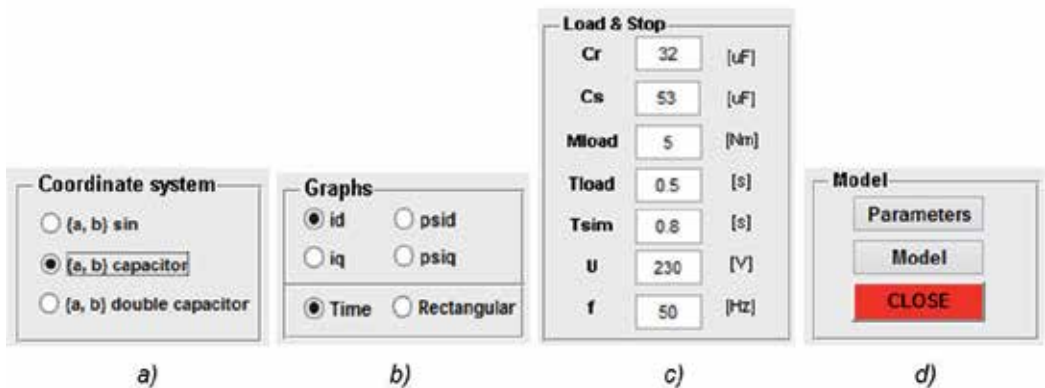 Coordinate system
{a, b} sin
{a, b} capacitor
{a, b} double capacitor
a)
Graphs
id psid
iq psiq
Time Rectangular
b)
Load & Stop
Cr 32 [uF]
Cs 53 [uF]
Mload 5 [Nm]
Tload 0.5 [s]
Tsim 0.8 [s]
U 230 [V]
f 50 [Hz]
c)
Model
Parameters
Model
CLOSE
d)